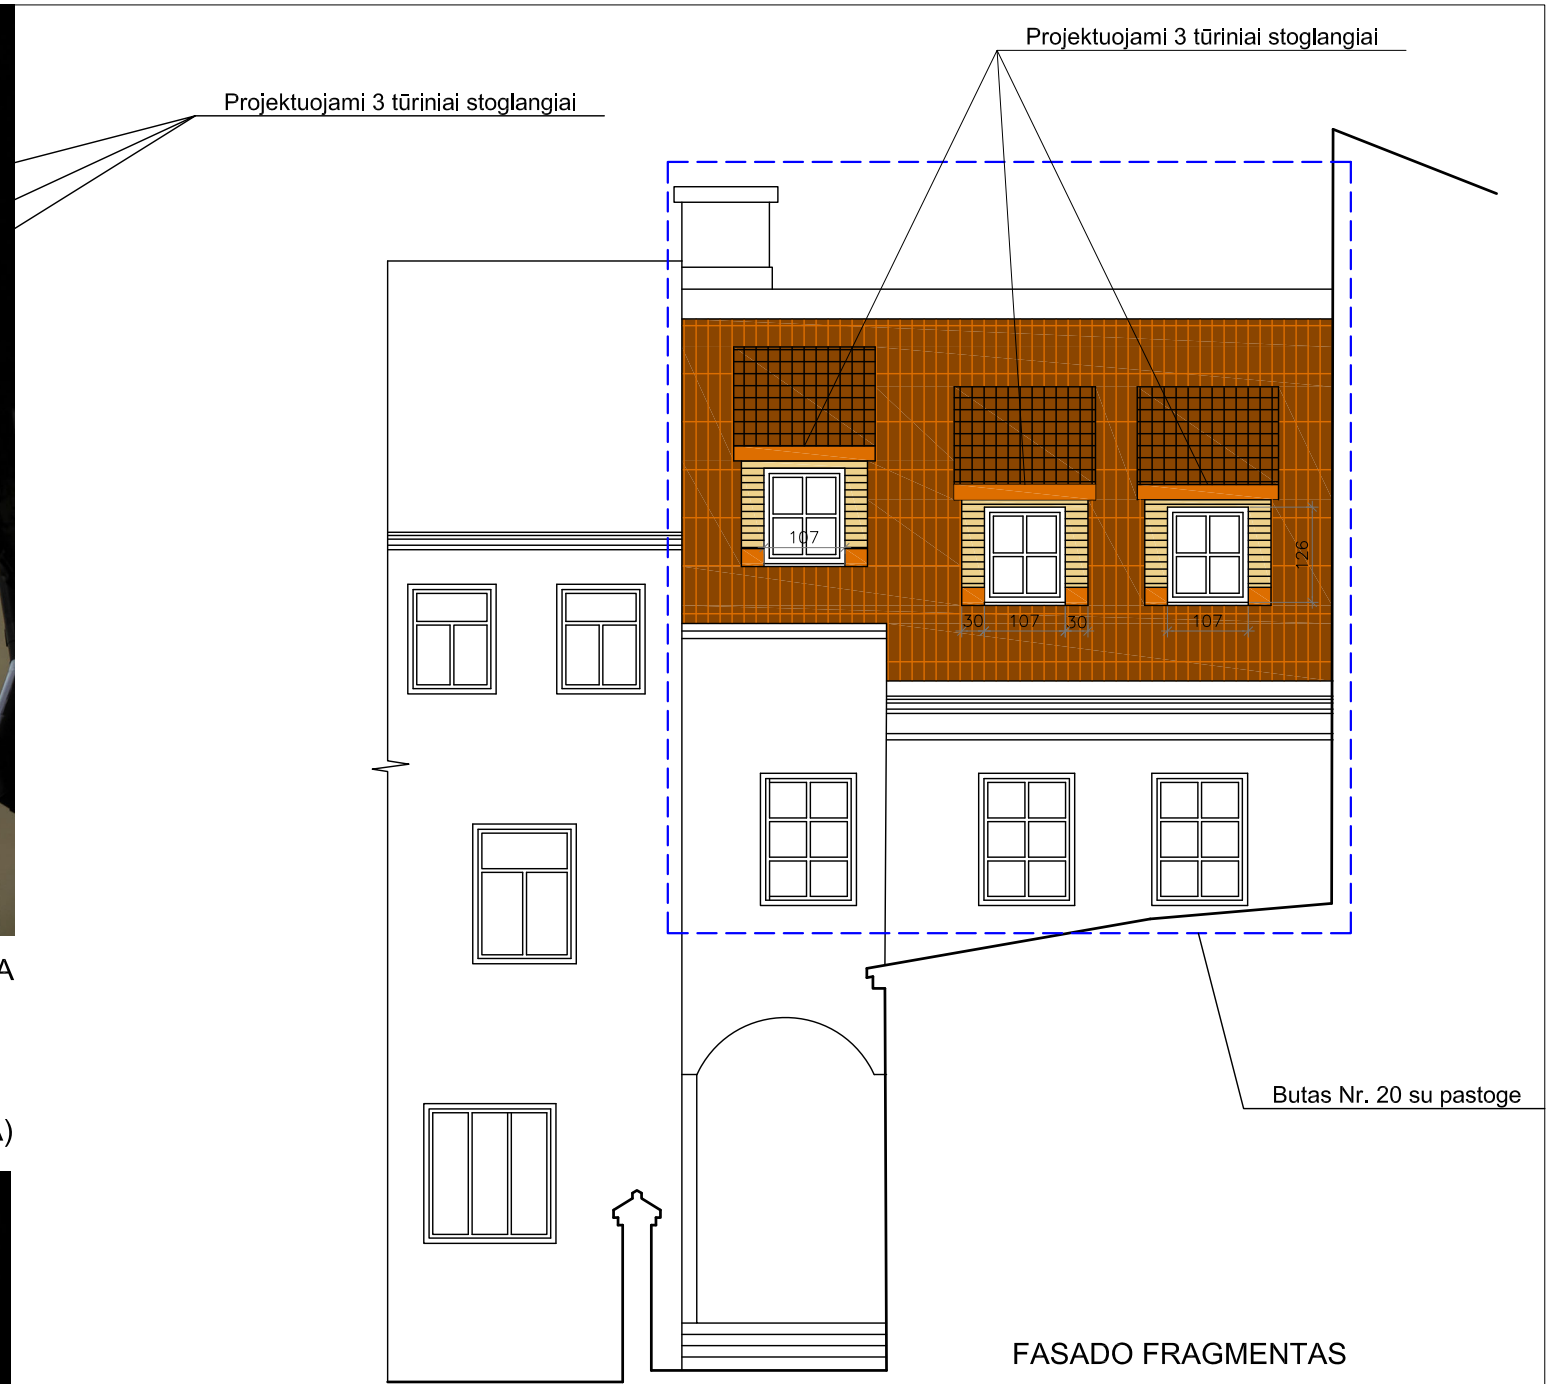 Projektuojami 3 tūriniai stoglangiai
Projektuojami 3 tūriniai stoglangiai
107
126
30 107 30
107
A
A)
Butas Nr. 20 su pastoge
FASADO FRAGMENTAS